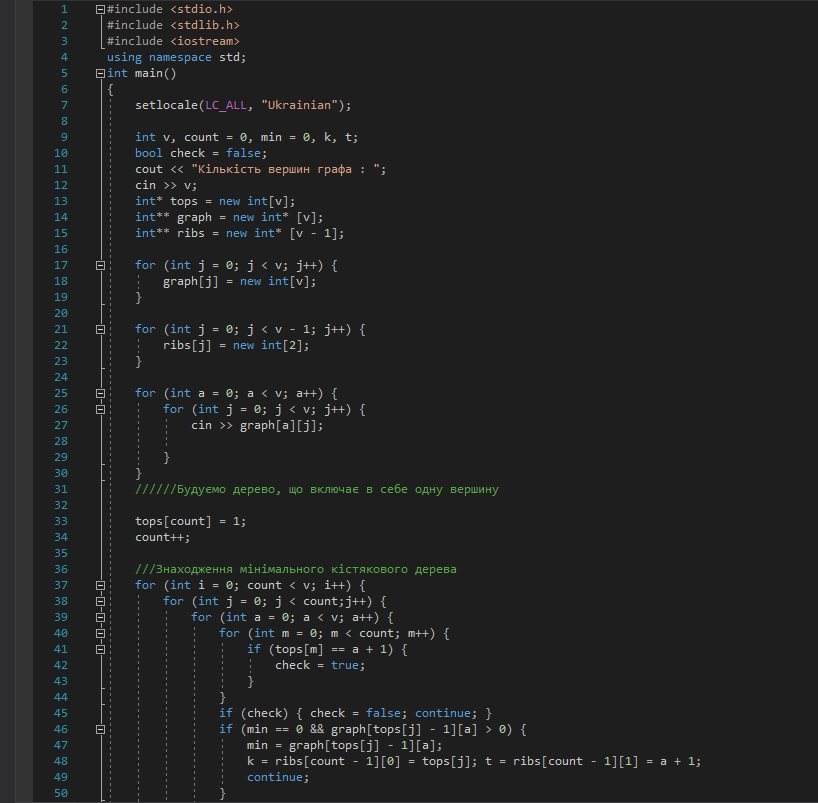 1 #include <stdio.h>
2 #include <stdlib.h>
3 #include <iostream>
4 using namespace std;
5 int main()
6 {
7 setlocale(LC_ALL, "Ukrainian");
8
9 int v, count = 0, min = 0, k, t;
10 bool check = false;
11 cout << "Кількість вершин графа : ";
12 cin >> v;
13 int* tops = new int[v];
14 int** graph = new int* [v];
15 int** ribs = new int* [v - 1];
16
17 for (int j = 0; j < v; j++) {
18 graph[j] = new int[v];
19 }
20
21 for (int j = 0; j < v - 1; j++) {
22 ribs[j] = new int[2];
23 }
24
25 for (int a = 0; a < v; a++) {
26 for (int j = 0; j < v; j++) {
27 cin >> graph[a][j];
28
29 }
30 }
31 //////Будуємо дерево, що включає в себе одну вершину
32
33 tops[count] = 1;
34 count++;
35
36 ///Знаходження мінімального кістякового дерева
37 for (int i = 0; count < v; i++) {
38 for (int j = 0; j < count;j++) {
39 for (int a = 0; a < v; a++) {
40 for (int m = 0; m < count; m++) {
41 if (tops[m] == a + 1) {
42 check = true;
43 }
44 }
45 if (check) { check = false; continue; }
46 if (min == 0 && graph[tops[j] - 1][a] > 0) {
47 min = graph[tops[j] - 1][a];
48 k = ribs[count - 1][0] = tops[j]; t = ribs[count - 1][1] = a + 1;
49 continue;
50 }